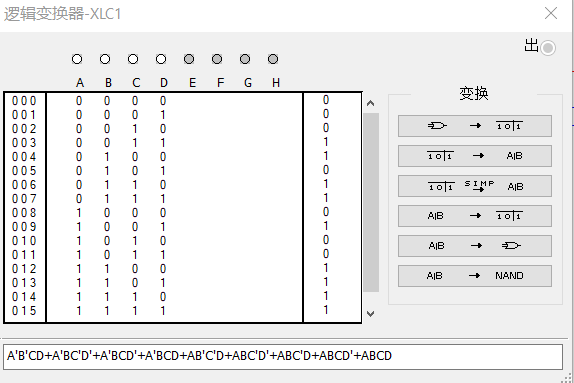 逻辑变换器-XLC1
出
A B C D E F G H
000 0 0 0 0 0
001 0 0 0 1 0
002 0 0 1 0 0
003 0 0 1 1 1
004 0 1 0 0 1
005 0 1 0 1 0
006 0 1 1 0 1
007 0 1 1 1 1
008 1 0 0 0 0
009 1 0 0 1 1
010 1 0 1 0 0
011 1 0 1 1 0
012 1 1 0 0 1
013 1 1 0 1 1
014 1 1 1 0 1
015 1 1 1 1 1
变换
→ 1 0 | 1
1 0 | 1 → A|B
1 0 | 1 SIMP → A|B
A|B → 1 0 | 1
A|B →
A|B → NAND
A'B'CD+A'BC'D'+A'BCD'+A'BCD+AB'C'D+ABC'D'+ABC'D+ABCD'+ABCD